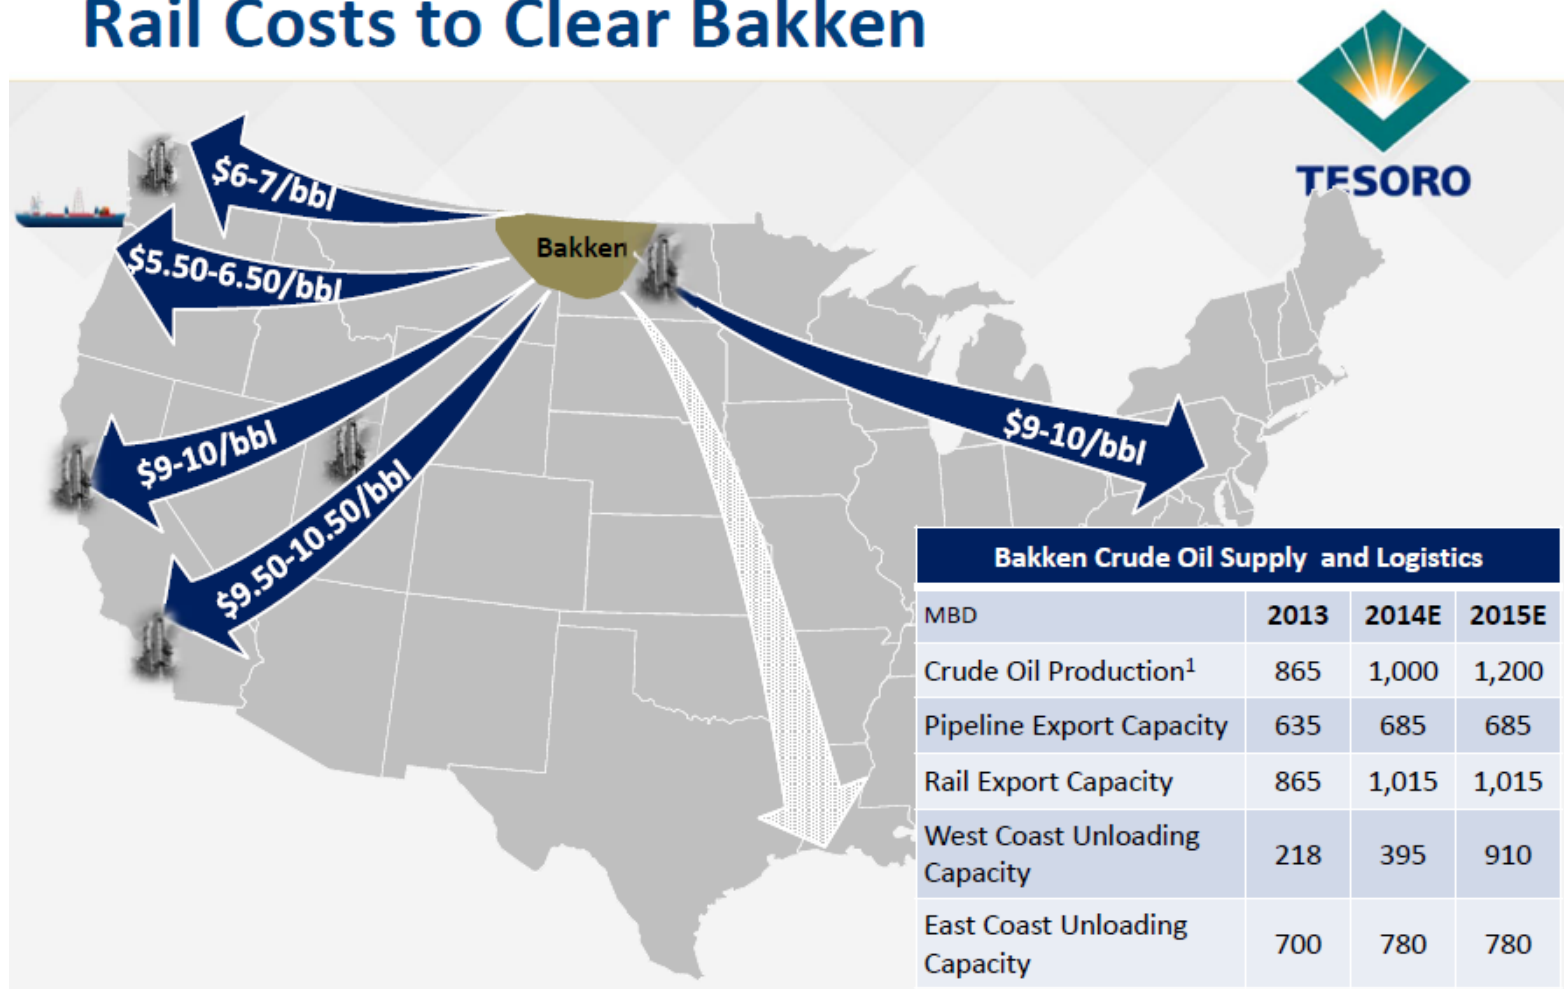 Rail Costs to Clear Bakken
TESORO
$6-7/bbl
Bakken
$5.50-6.50/bbl
$9-10/bbl
$9-10/bbl
$9.50-10.50/bbl
Bakken Crude Oil Supply and Logistics
MBD 2013 2014E 2015E
Crude Oil Production¹ 865 1,000 1,200
Pipeline Export Capacity 635 685 685
Rail Export Capacity 865 1,015 1,015
West Coast Unloading
Capacity 218 395 910
East Coast Unloading
Capacity 700 780 780